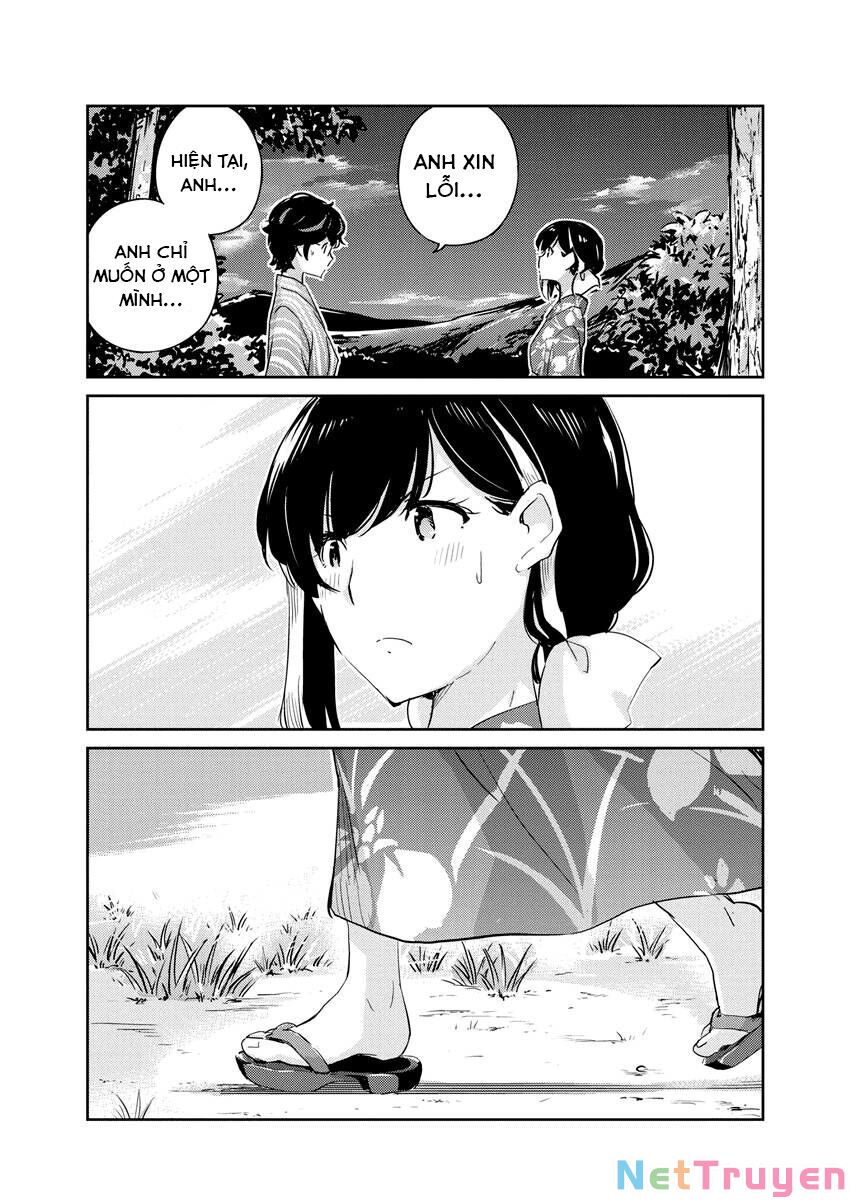 ANH XIN
LỖI...
HIỆN TẠI,
ANH...
ANH CHỈ
MUỐN Ở MỘT
MÌNH...
NetTruyen